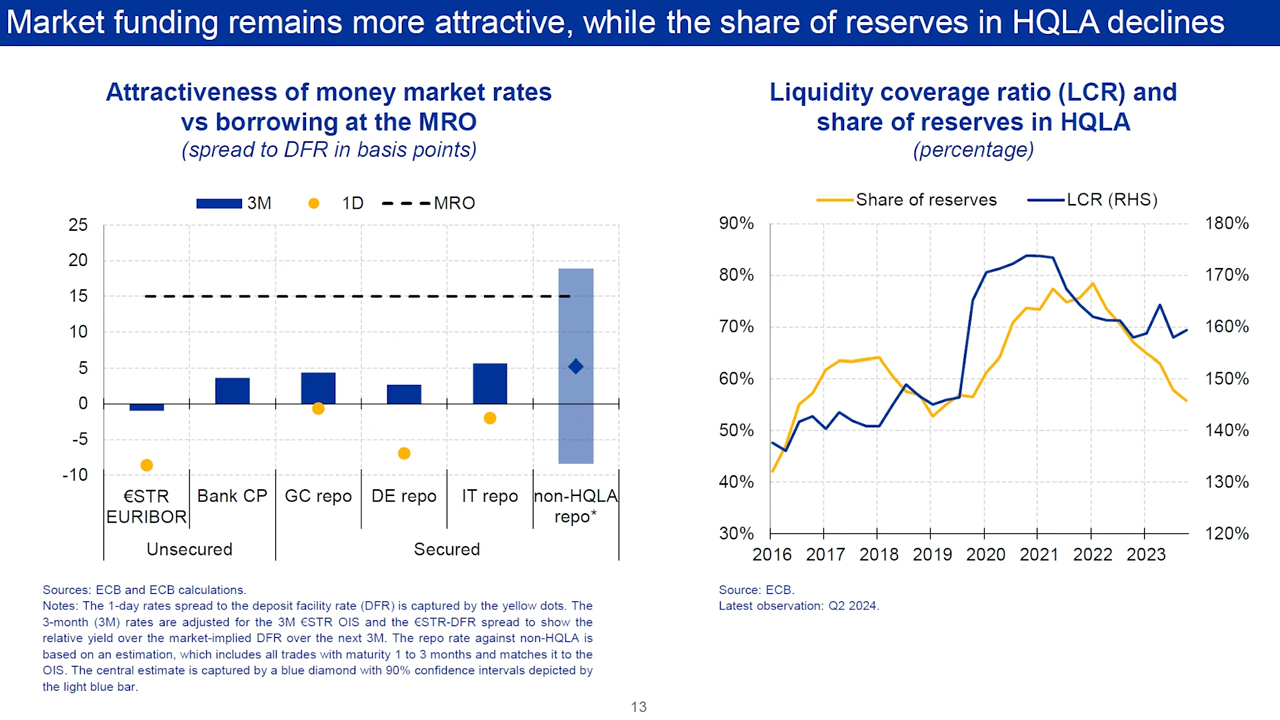 Market funding remains more attractive, while the share of reserves in HQLA declines
Attractiveness of money market rates
vs borrowing at the MRO
(spread to DFR in basis points)
3M 1D MRO
25
20
15
10
5
0
-5
-10
€STR EURIBOR
Bank CP
GC repo
DE repo
IT repo
non-HQLA repo*
Unsecured
Secured
Sources: ECB and ECB calculations.
Notes: The 1-day rates spread to the deposit facility rate (DFR) is captured by the yellow dots. The
3-month (3M) rates are adjusted for the 3M €STR OIS and the €STR-DFR spread to show the
relative yield over the market-implied DFR over the next 3M. The repo rate against non-HQLA is
based on an estimation, which includes all trades with maturity 1 to 3 months and matches it to the
OIS. The central estimate is captured by a blue diamond with 90% confidence intervals depicted by
the light blue bar.
Liquidity coverage ratio (LCR) and
share of reserves in HQLA
(percentage)
Share of reserves LCR (RHS)
90% 180%
80% 170%
70% 160%
60% 150%
50% 140%
40% 130%
30% 120%
2016 2017 2018 2019 2020 2021 2022 2023
Source: ECB.
Latest observation: Q2 2024.
13